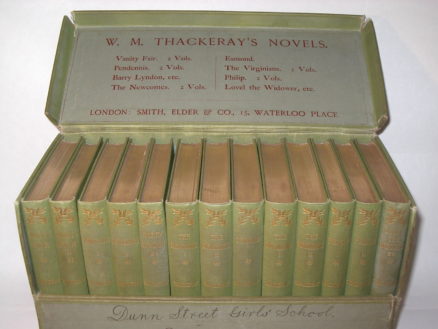 W. M. THACKERAY'S NOVELS.
Vanity Fair. 2 Vols.
Pendennis. 2 Vols.
Barry Lyndon, etc.
The Newcomes. 2 Vols.
Esmond.
The Virginians. 2 Vols.
Philip. 2 Vols.
Lovel the Widower, etc.
LONDON: SMITH, ELDER & CO., 15, WATERLOO PLACE.
Dunn Street Girls' School.